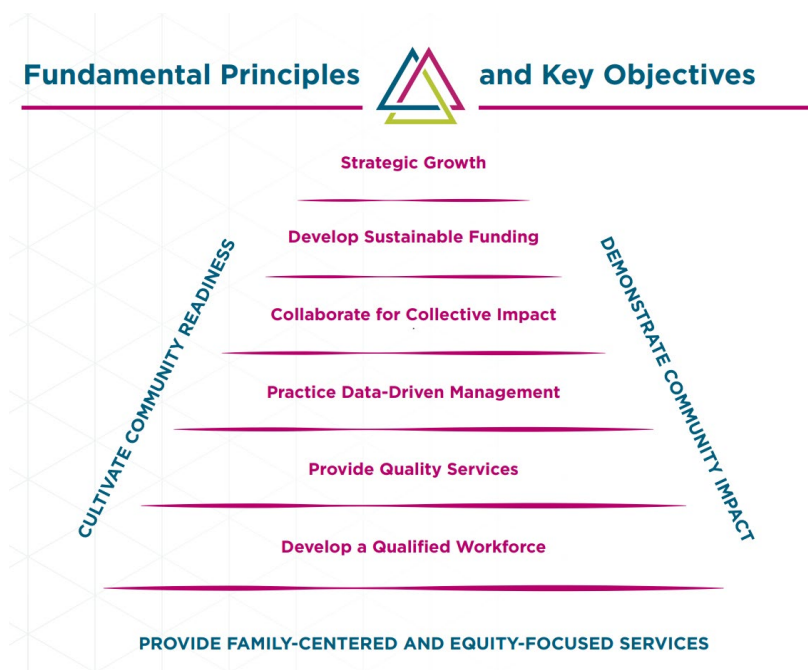 Fundamental Principles and Key Objectives
Strategic Growth
Develop Sustainable Funding
Collaborate for Collective Impact
Practice Data-Driven Management
Provide Quality Services
Develop a Qualified Workforce
CULTIVATE COMMUNITY READINESS
DEMONSTRATE COMMUNITY IMPACT
PROVIDE FAMILY-CENTERED AND EQUITY-FOCUSED SERVICES